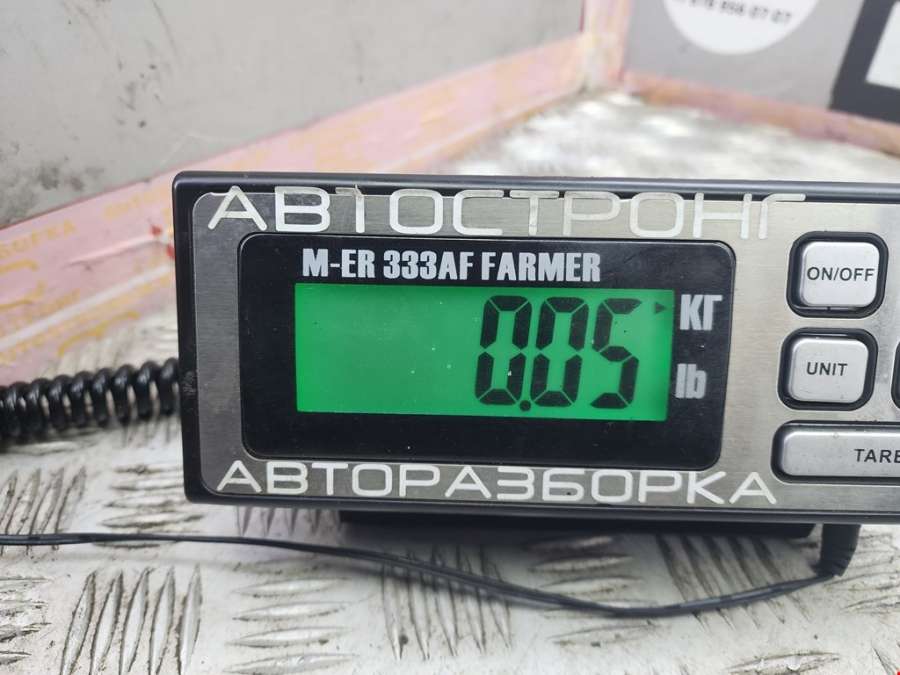 АВТОСТРОНГ
M-ER 333AF FARMER
0.05
КГ
lb
ON/OFF
UNIT
TARE
АВТОРАЗБОРКА